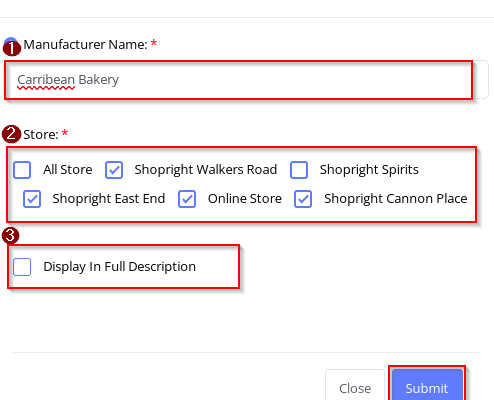 1 Manufacturer Name: *
Carribean Bakery
2 Store: *
All Store Shopright Walkers Road Shopright Spirits
Shopright East End Online Store Shopright Cannon Place
3
Display In Full Description
Close Submit